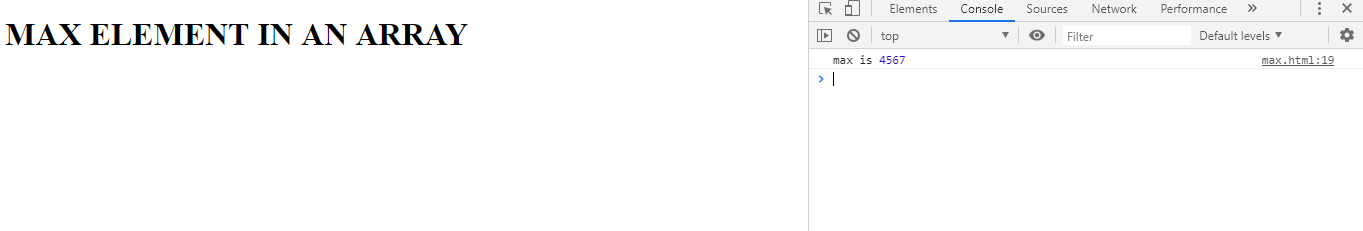 MAX ELEMENT IN AN ARRAY
Elements Console Sources Network Performance
top Filter Default levels
max is 4567 max.html:19